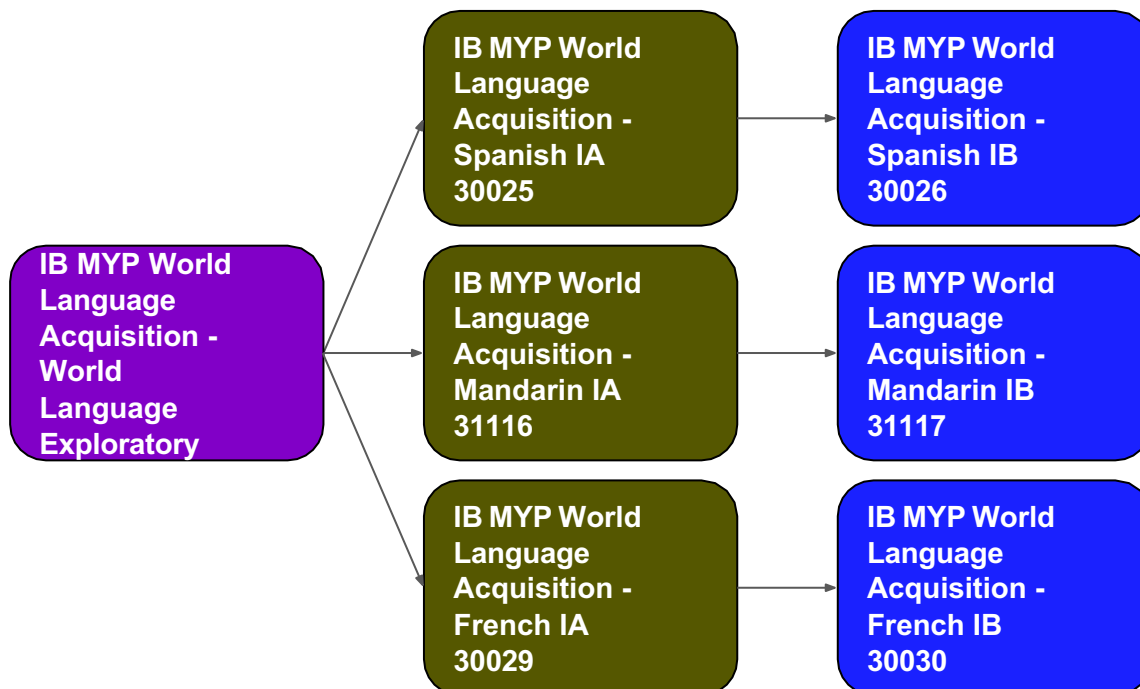 IB MYP World
Language
Acquisition -
World
Language
Exploratory
IB MYP World
Language
Acquisition -
Spanish IA
30025
IB MYP World
Language
Acquisition -
Spanish IB
30026
IB MYP World
Language
Acquisition -
Mandarin IA
31116
IB MYP World
Language
Acquisition -
Mandarin IB
31117
IB MYP World
Language
Acquisition -
French IA
30029
IB MYP World
Language
Acquisition -
French IB
30030